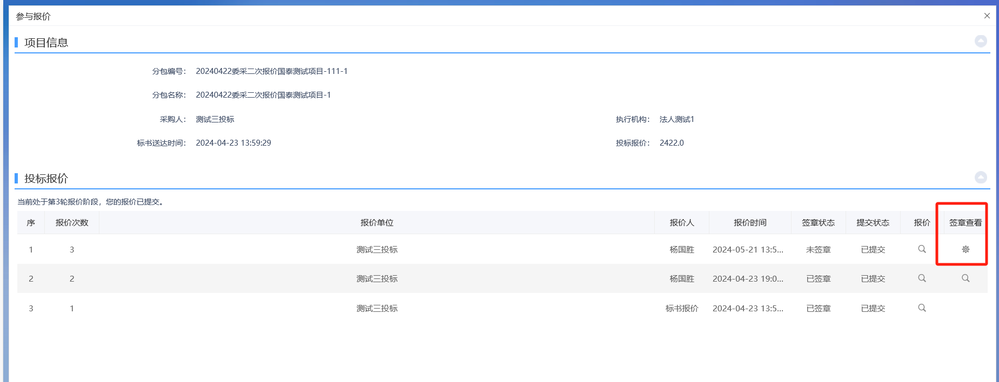 参与报价
项目信息
分包编号： 20240422委采二次报价国泰测试项目-111-1
分包名称： 20240422委采二次报价国泰测试项目-1
采购人： 测试三投标 执行机构： 法人测试1
标书送达时间： 2024-04-23 13:59:29 投标报价： 2422.0
投标报价
当前处于第3轮报价阶段，您的报价已提交。
序 报价次数 报价单位 报价人 报价时间 签章状态 提交状态 报价 签章查看
1 3 测试三投标 杨国胜 2024-05-21 13:5... 未签章 已提交
2 2 测试三投标 杨国胜 2024-04-23 19:0... 已签章 已提交
3 1 测试三投标 标书报价 2024-04-23 13:5... 已签章 已提交